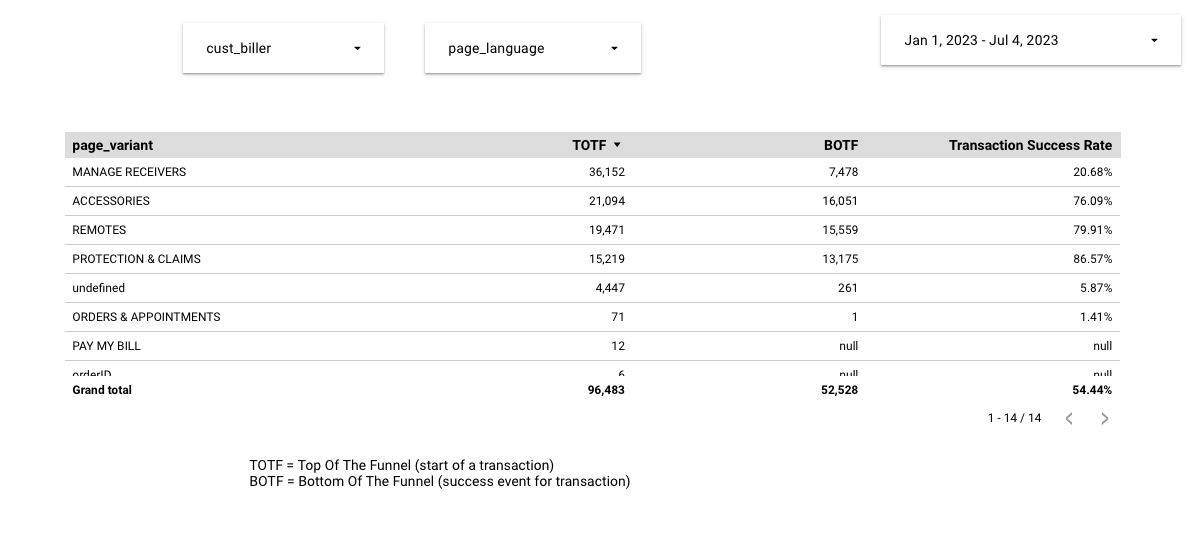 cust_biller page_language Jan 1, 2023 - Jul 4, 2023
page_variant TOTF BOTF Transaction Success Rate
MANAGE RECEIVERS 36,152 7,478 20.68%
ACCESSORIES 21,094 16,051 76.09%
REMOTES 19,471 15,559 79.91%
PROTECTION & CLAIMS 15,219 13,175 86.57%
undefined 4,447 261 5.87%
ORDERS & APPOINTMENTS 71 1 1.41%
PAY MY BILL 12 null null
orderID 6 null null
Grand total 96,483 52,528 54.44%
1 - 14 / 14
TOTF = Top Of The Funnel (start of a transaction)
BOTF = Bottom Of The Funnel (success event for transaction)